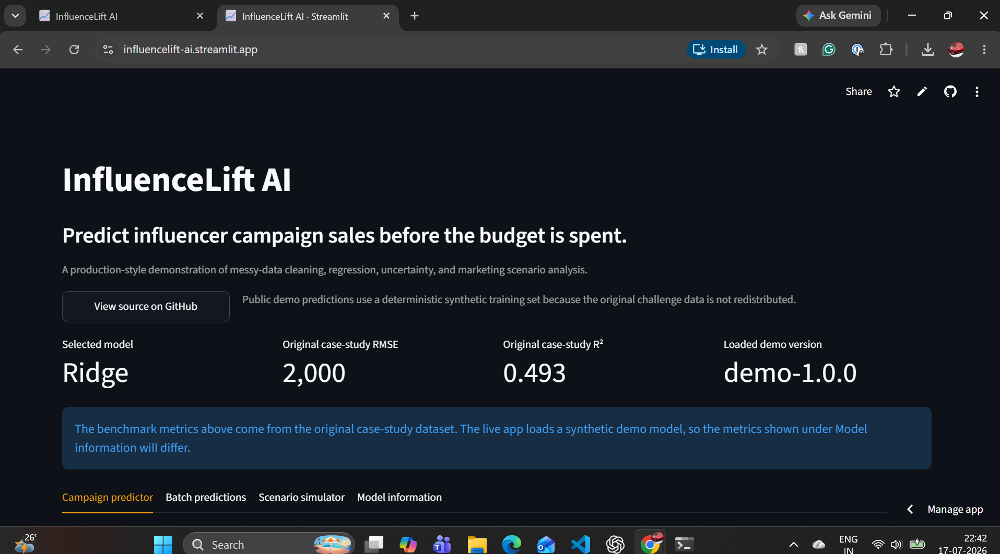 InfluenceLift AI
InfluenceLift AI · Streamlit
Ask Gemini
influencelift-ai.streamlit.app
Install
Share
InfluenceLift AI
Predict influencer campaign sales before the budget is spent.
A production-style demonstration of messy-data cleaning, regression, uncertainty, and marketing scenario analysis.
View source on GitHub
Public demo predictions use a deterministic synthetic training set because the original challenge data is not redistributed.
Selected model
Original case-study RMSE
Original case-study R²
Loaded demo version
Ridge
2,000
0.493
demo-1.0.0
The benchmark metrics above come from the original case-study dataset. The live app loads a synthetic demo model, so the metrics shown under Model
information will differ.
Campaign predictor
Batch predictions
Scenario simulator
Model information
Manage app
26°
Search
ENG
IN
22:42
17-07-2026